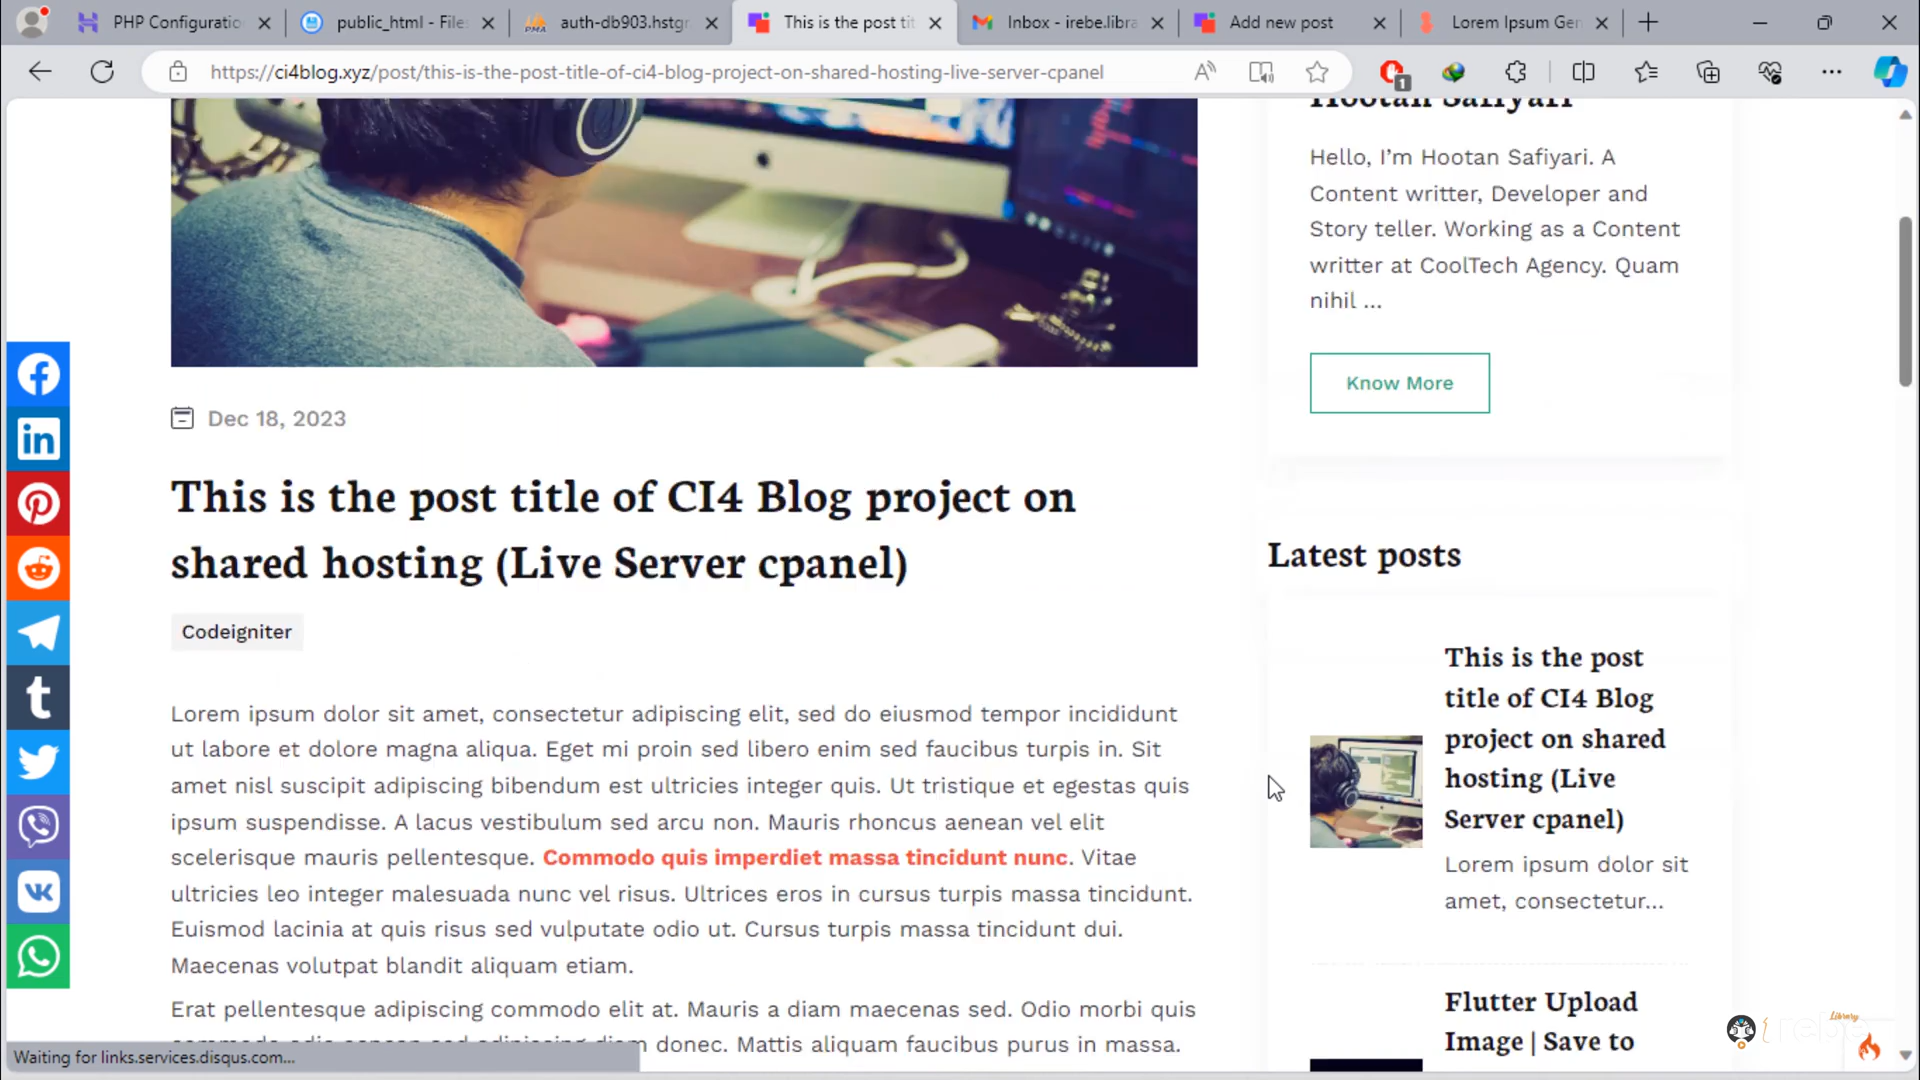 PHP Configuratio
public_html - File
auth-db903.hstgr
This is the post tit
Inbox - irebe.libra
Add new post
Lorem Ipsum Gen
https://ci4blog.xyz/post/this-is-the-post-title-of-ci4-blog-project-on-shared-hosting-live-server-cpanel
1
Dec 18, 2023
This is the post title of CI4 Blog project on
shared hosting (Live Server cpanel)
Codeigniter
Lorem ipsum dolor sit amet, consectetur adipiscing elit, sed do eiusmod tempor incididunt
ut labore et dolore magna aliqua. Eget mi proin sed libero enim sed faucibus turpis in. Sit
amet nisl suscipit adipiscing bibendum est ultricies integer quis. Ut tristique et egestas quis
ipsum suspendisse. A lacus vestibulum sed arcu non. Mauris rhoncus aenean vel elit
scelerisque mauris pellentesque. Commodo quis imperdiet massa tincidunt nunc. Vitae
ultricies leo integer malesuada nunc vel risus. Ultrices eros in cursus turpis massa tincidunt.
Euismod lacinia at quis risus sed vulputate odio ut. Cursus turpis massa tincidunt dui.
Maecenas volutpat blandit aliquam etiam.
Erat pellentesque adipiscing commodo elit at. Mauris a diam maecenas sed. Odio morbi quis
donec. Mattis aliquam faucibus purus in massa.
Waiting for links.services.disqus.com...
Hootan Safiyari
Hello, I'm Hootan Safiyari. A
Content writter, Developer and
Story teller. Working as a Content
writter at CoolTech Agency. Quam
nihil ...
Know More
Latest posts
This is the post
title of CI4 Blog
project on shared
hosting (Live
Server cpanel)
Lorem ipsum dolor sit
amet, consectetur...
Flutter Upload
Image | Save to
Library